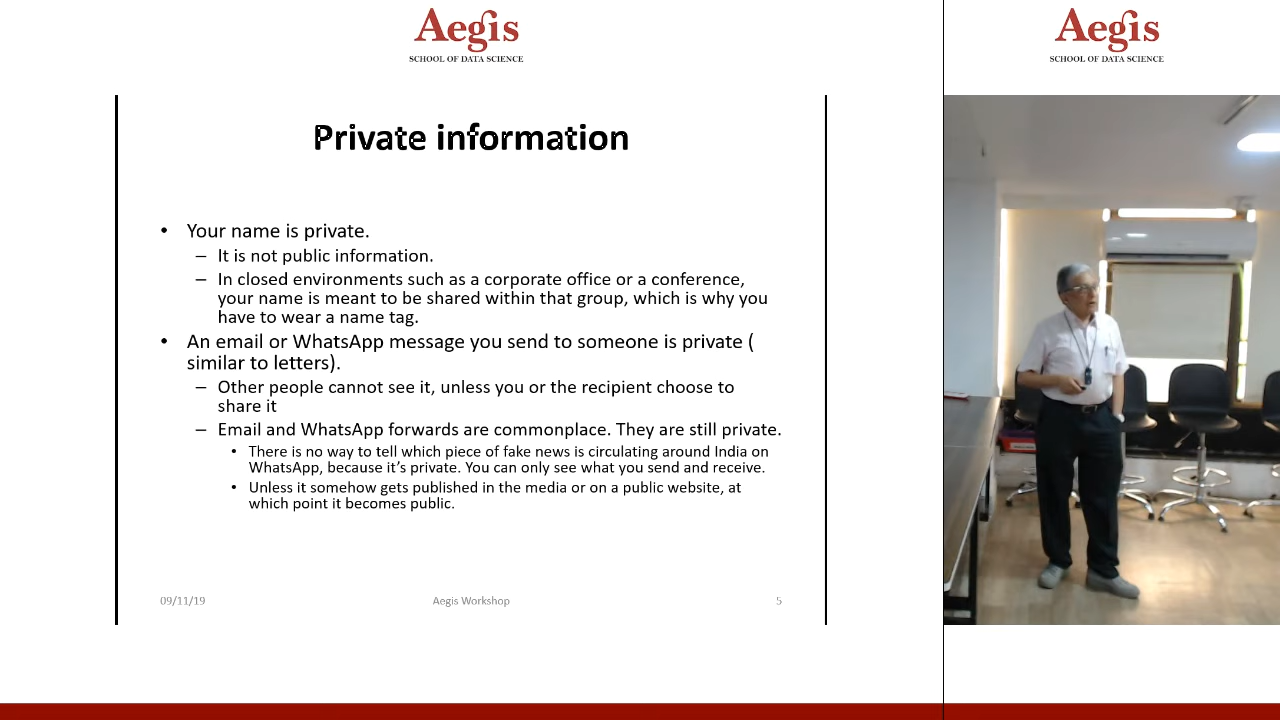 Aegis
SCHOOL OF DATA SCIENCE
Aegis
SCHOOL OF DATA SCIENCE
Private information
• Your name is private.
– It is not public information.
– In closed environments such as a corporate office or a conference,
your name is meant to be shared within that group, which is why you
have to wear a name tag.
• An email or WhatsApp message you send to someone is private (
similar to letters).
– Other people cannot see it, unless you or the recipient choose to
share it
– Email and WhatsApp forwards are commonplace. They are still private.
• There is no way to tell which piece of fake news is circulating around India on
WhatsApp, because it’s private. You can only see what you send and receive.
• Unless it somehow gets published in the media or on a public website, at
which point it becomes public.
09/11/19
Aegis Workshop
5